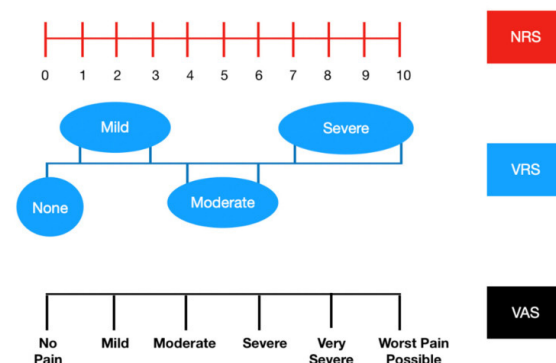 NRS
0 1 2 3 4 5 6 7 8 9 10
Mild
Severe
VRS
None
Moderate
VAS
No Pain
Mild
Moderate
Severe
Very Severe
Worst Pain Possible